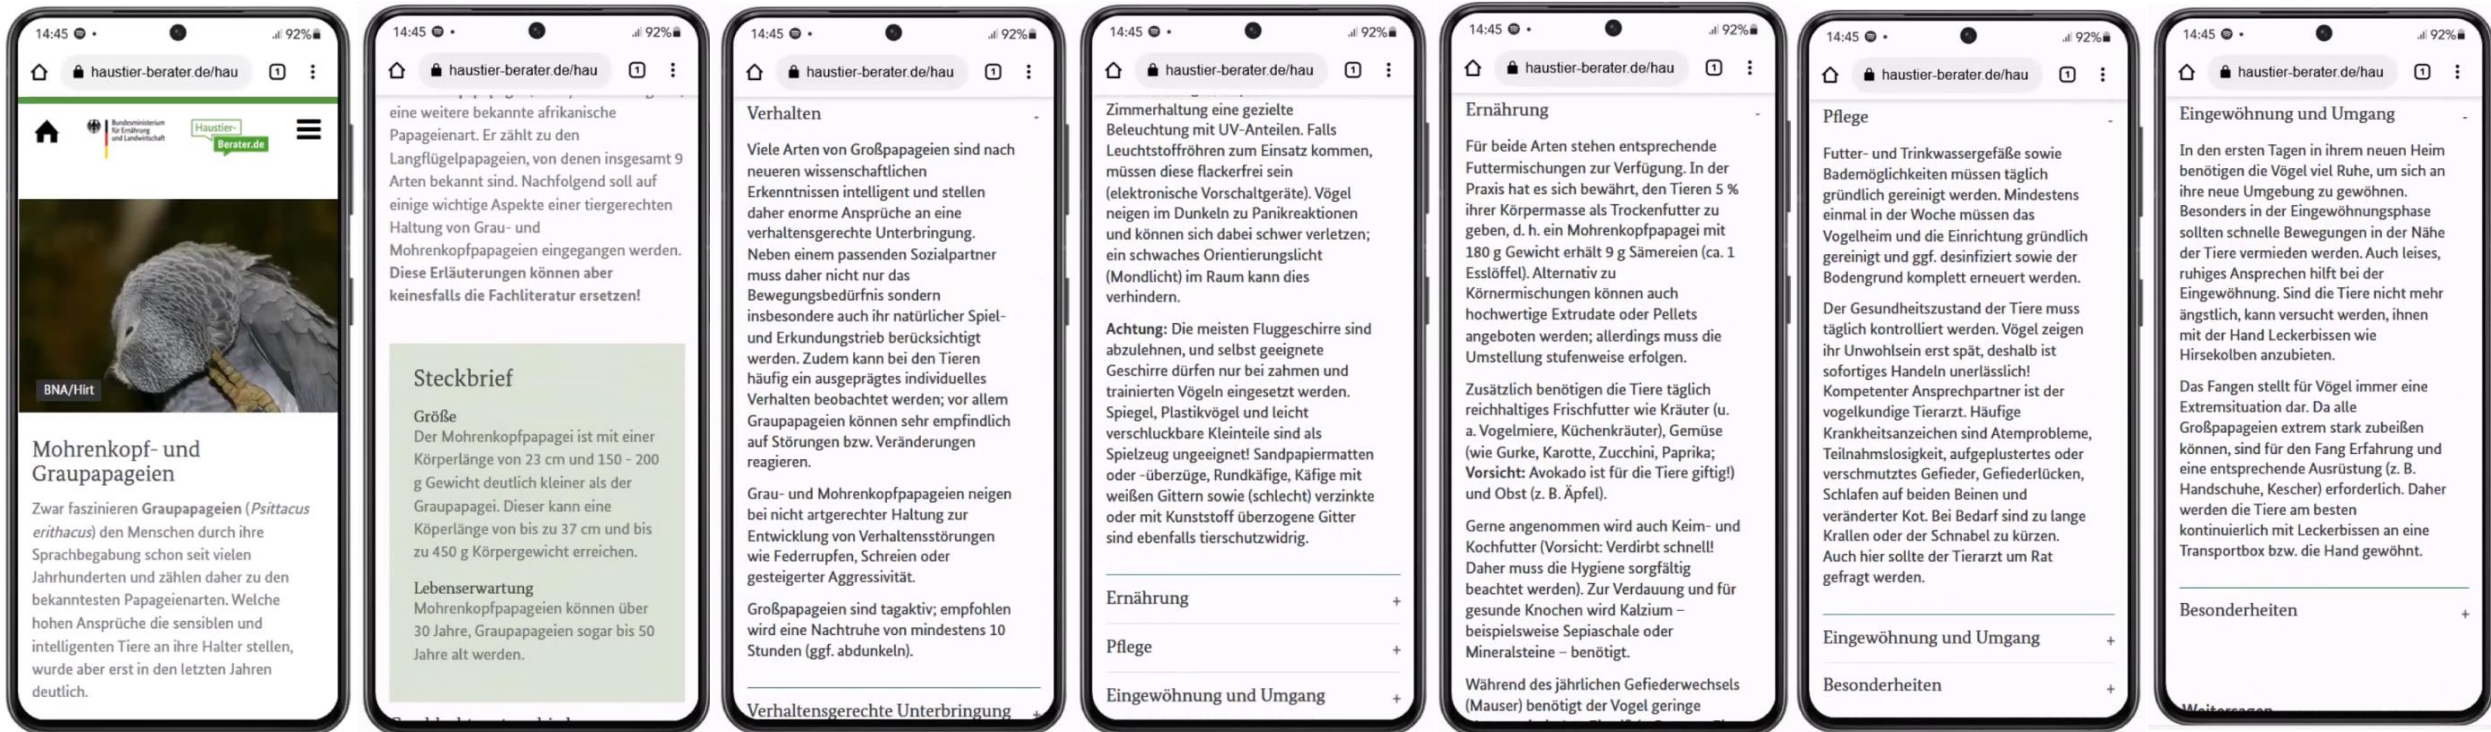 14:45
92%
haustier-berater.de/hau
1
Bundesministerium
für Ernährung
und Landwirtschaft
Haustier-
Berater.de
BNA/Hirt
Mohrenkopf- und
Graupapageien
Zwar faszinieren Graupapageien (Psittacus
erithacus) den Menschen durch ihre
Sprachbegabung schon seit vielen
Jahrhunderten und zählen daher zu den
bekanntesten Papageienarten. Welche
hohen Ansprüche die sensiblen und
intelligenten Tiere an ihre Halter stellen,
wurde aber erst in den letzten Jahren
deutlich.
14:45
92%
haustier-berater.de/hau
1
eine weitere bekannte afrikanische
Papageienart. Er zählt zu den
Langflügelpapageien, von denen insgesamt 9
Arten bekannt sind. Nachfolgend soll auf
einige wichtige Aspekte einer tiergerechten
Haltung von Grau- und
Mohrenkopfpapageien eingegangen werden.
Diese Erläuterungen können aber
keinesfalls die Fachliteratur ersetzen!
Steckbrief
Größe
Der Mohrenkopfpapagei ist mit einer
Körperlänge von 23 cm und 150 - 200
g Gewicht deutlich kleiner als der
Graupapagei. Dieser kann eine
Köperlänge von bis zu 37 cm und bis
zu 450 g Körpergewicht erreichen.
Lebenserwartung
Mohrenkopfpapageien können über
30 Jahre, Graupapageien sogar bis 50
Jahre alt werden.
14:45
92%
haustier-berater.de/hau
1
Verhalten -
Viele Arten von Großpapageien sind nach
neueren wissenschaftlichen
Erkenntnissen intelligent und stellen
daher enorme Ansprüche an eine
verhaltensgerechte Unterbringung.
Neben einem passenden Sozialpartner
muss daher nicht nur das
Bewegungsbedürfnis sondern
insbesondere auch ihr natürlicher Spiel-
und Erkundungstrieb berücksichtigt
werden. Zudem kann bei den Tieren
häufig ein ausgeprägtes individuelles
Verhalten beobachtet werden; vor allem
Graupapageien können sehr empfindlich
auf Störungen bzw. Veränderungen
reagieren.
Grau- und Mohrenkopfpapageien neigen
bei nicht artgerechter Haltung zur
Entwicklung von Verhaltensstörungen
wie Federrupfen, Schreien oder
gesteigerter Aggressivität.
Großpapageien sind tagaktiv; empfohlen
wird eine Nachtruhe von mindestens 10
Stunden (ggf. abdunkeln).
Verhaltensgerechte Unterbringung +
14:45
92%
haustier-berater.de/hau
1
Zimmerhaltung eine gezielte
Beleuchtung mit UV-Anteilen. Falls
Leuchtstoffröhren zum Einsatz kommen,
müssen diese flackerfrei sein
(elektronische Vorschaltgeräte). Vögel
neigen im Dunkeln zu Panikreaktionen
und können sich dabei schwer verletzen;
ein schwaches Orientierungslicht
(Mondlicht) im Raum kann dies
verhindern.
Achtung: Die meisten Fluggeschirre sind
abzulehnen, und selbst geeignete
Geschirre dürfen nur bei zahmen und
trainierten Vögeln eingesetzt werden.
Spiegel, Plastikvögel und leicht
verschluckbare Kleinteile sind als
Spielzeug ungeeignet! Sandpapiermatten
oder -überzüge, Rundkäfige, Käfige mit
weißen Gittern sowie (schlecht) verzinkte
oder mit Kunststoff überzogene Gitter
sind ebenfalls tierschutzwidrig.
Ernährung +
Pflege +
Eingewöhnung und Umgang +
14:45
92%
haustier-berater.de/hau
1
Ernährung -
Für beide Arten stehen entsprechende
Futtermischungen zur Verfügung. In der
Praxis hat es sich bewährt, den Tieren 5 %
ihrer Körpermasse als Trockenfutter zu
geben, d. h. ein Mohrenkopfpapagei mit
180 g Gewicht erhält 9 g Sämereien (ca. 1
Esslöffel). Alternativ zu
Körnermischungen können auch
hochwertige Extrudate oder Pellets
angeboten werden; allerdings muss die
Umstellung stufenweise erfolgen.
Zusätzlich benötigen die Tiere täglich
reichhaltiges Frischfutter wie Kräuter (u.
a. Vogelmiere, Küchenkräuter), Gemüse
(wie Gurke, Karotte, Zucchini, Paprika;
Vorsicht: Avokado ist für die Tiere giftig!)
und Obst (z. B. Äpfel).
Gerne angenommen wird auch Keim- und
Kochfutter (Vorsicht: Verdirbt schnell!
Daher muss die Hygiene sorgfältig
beachtet werden). Zur Verdauung und für
gesunde Knochen wird Kalzium –
beispielsweise Sepiaschale oder
Mineralsteine – benötigt.
Während des jährlichen Gefiederwechsels
(Mauser) benötigt der Vogel geringe
14:45
92%
haustier-berater.de/hau
1
Pflege -
Futter- und Trinkwassergefäße sowie
Bademöglichkeiten müssen täglich
gründlich gereinigt werden. Mindestens
einmal in der Woche müssen das
Vogelheim und die Einrichtung gründlich
gereinigt und ggf. desinfiziert sowie der
Bodengrund komplett erneuert werden.
Der Gesundheitszustand der Tiere muss
täglich kontrolliert werden. Vögel zeigen
ihr Unwohlsein erst spät, deshalb ist
sofortiges Handeln unerlässlich!
Kompetenter Ansprechpartner ist der
vogelkundige Tierarzt. Häufige
Krankheitsanzeichen sind Atemprobleme,
Teilnahmslosigkeit, aufgeplustertes oder
verschmutztes Gefieder, Gefiederlücken,
Schlafen auf beiden Beinen und
veränderter Kot. Bei Bedarf sind zu lange
Krallen oder der Schnabel zu kürzen.
Auch hier sollte der Tierarzt um Rat
gefragt werden.
Eingewöhnung und Umgang +
Besonderheiten +
14:45
92%
haustier-berater.de/hau
1
Eingewöhnung und Umgang -
In den ersten Tagen in ihrem neuen Heim
benötigen die Vögel viel Ruhe, um sich an
ihre neue Umgebung zu gewöhnen.
Besonders in der Eingewöhnungsphase
sollten schnelle Bewegungen in der Nähe
der Tiere vermieden werden. Auch leises,
ruhiges Ansprechen hilft bei der
Eingewöhnung. Sind die Tiere nicht mehr
ängstlich, kann versucht werden, ihnen
mit der Hand Leckerbissen wie
Hirsekolben anzubieten.
Das Fangen stellt für Vögel immer eine
Extremsituation dar. Da alle
Großpapageien extrem stark zubeißen
können, sind für den Fang Erfahrung und
eine entsprechende Ausrüstung (z. B.
Handschuhe, Kescher) erforderlich. Daher
werden die Tiere am besten
kontinuierlich mit Leckerbissen an eine
Transportbox bzw. die Hand gewöhnt.
Besonderheiten +
Weitersagen